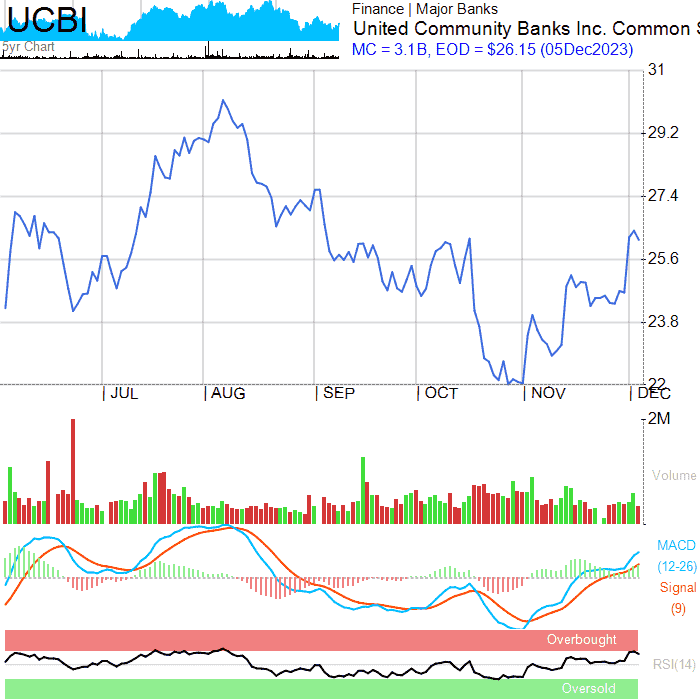 UCBI
5yr Chart
Finance | Major Banks
United Community Banks Inc. Common S
MC = 3.1B, EOD = $26.15 (05Dec2023)
31
29.2
27.4
25.6
23.8
22
JUL AUG SEP OCT NOV DEC
2M
Volume
MACD
(12-26)
Signal
(9)
Overbought
RSI(14)
Oversold